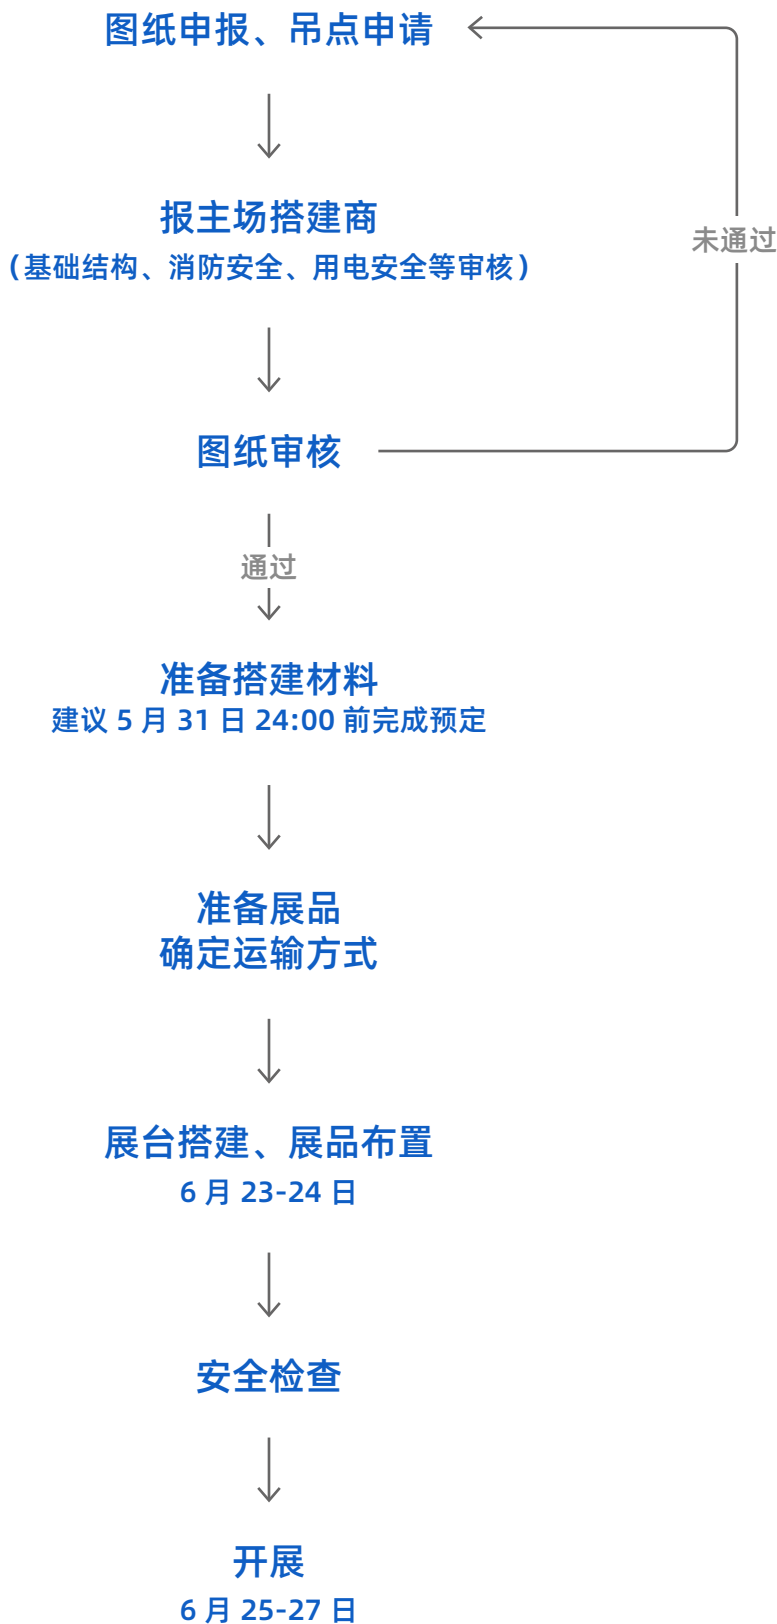 图纸申报、吊点申请
报主场搭建商
未通过
（基础结构、消防安全、用电安全等审核）
图纸审核
通过
准备搭建材料
建议 5 月 31 日 24:00 前完成预定
准备展品
确定运输方式
展台搭建、展品布置
6 月 23-24 日
安全检查
开展
6 月 25-27 日